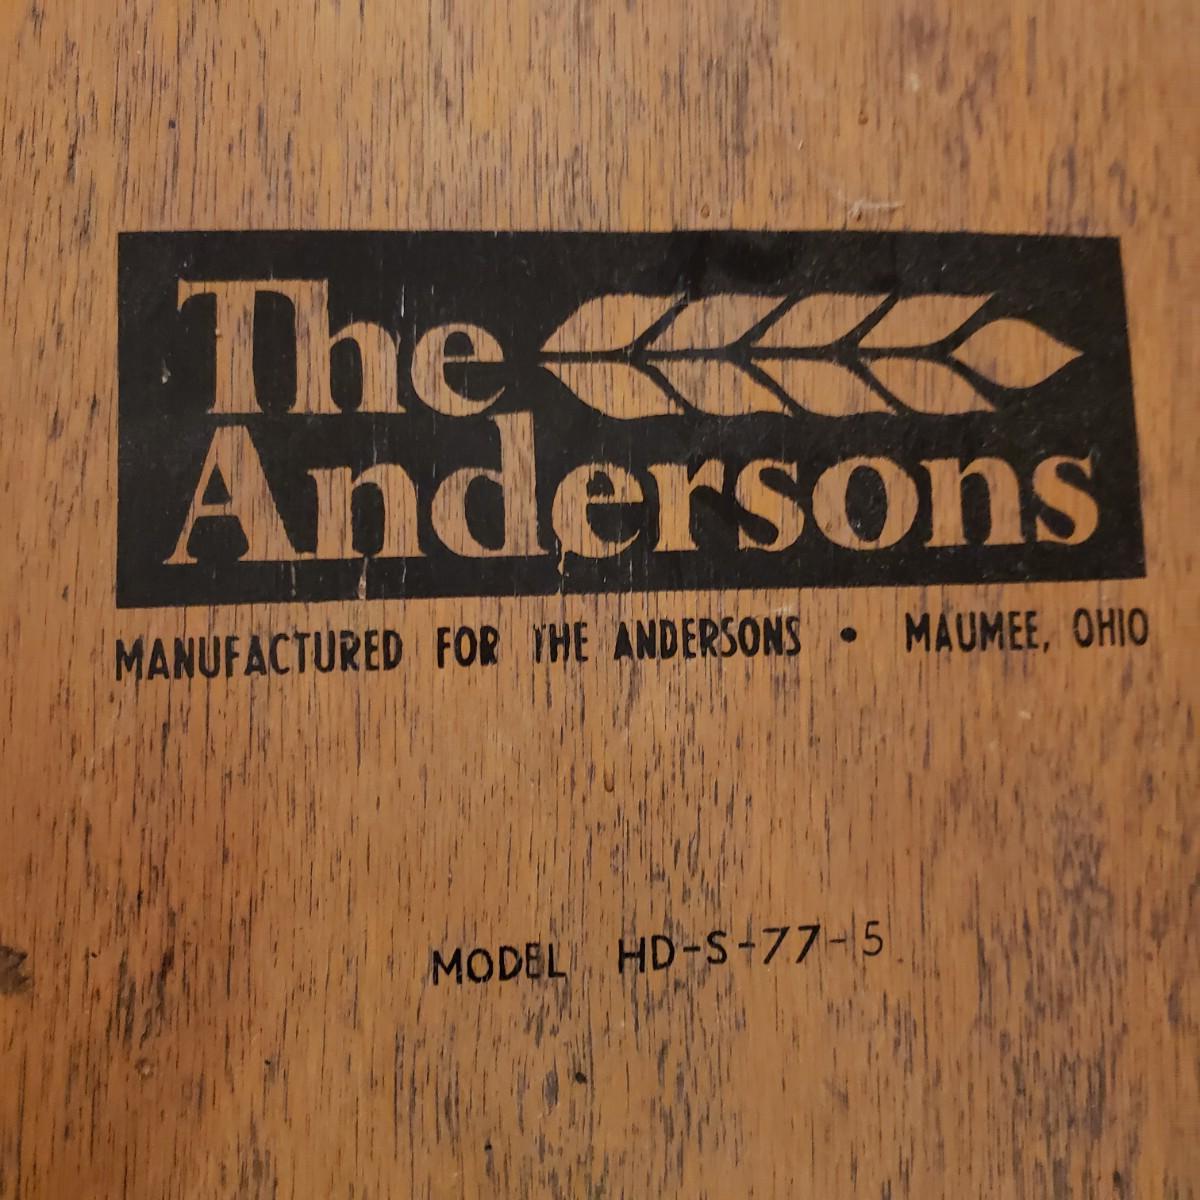 The
Andersons
MANUFACTURED FOR THE ANDERSONS • MAUMEE, OHIO
MODEL HD-S-77-5